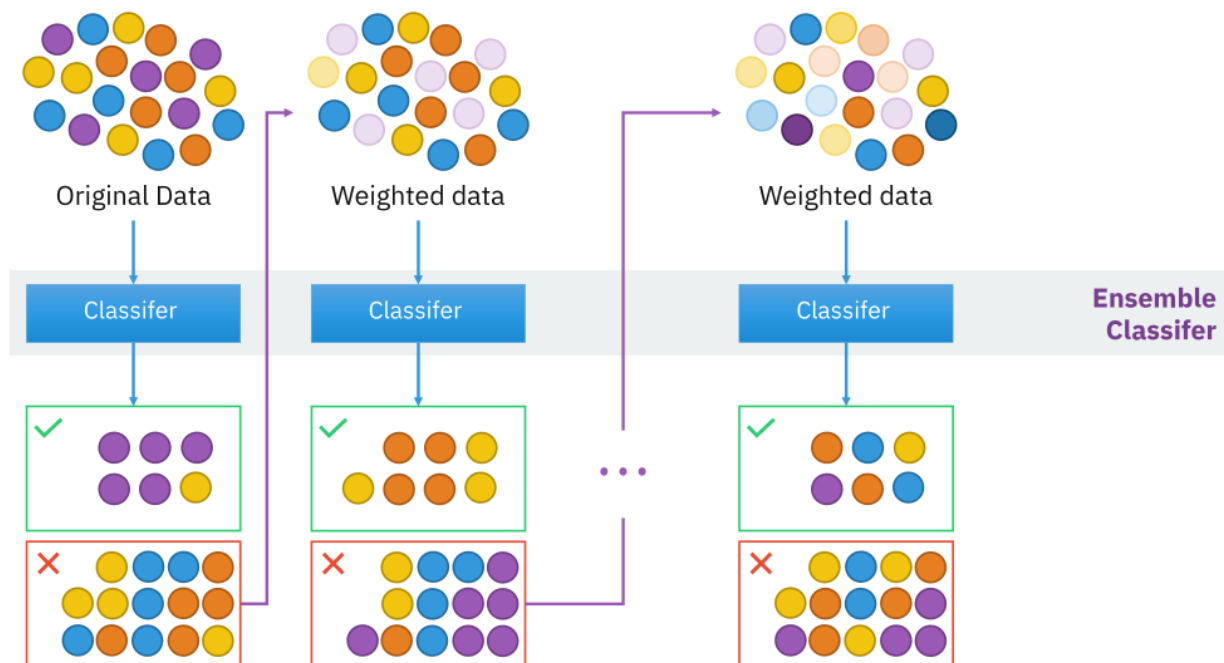 Original Data
Weighted data
Weighted data
Classifer
Classifer
Classifer
Ensemble
Classifer